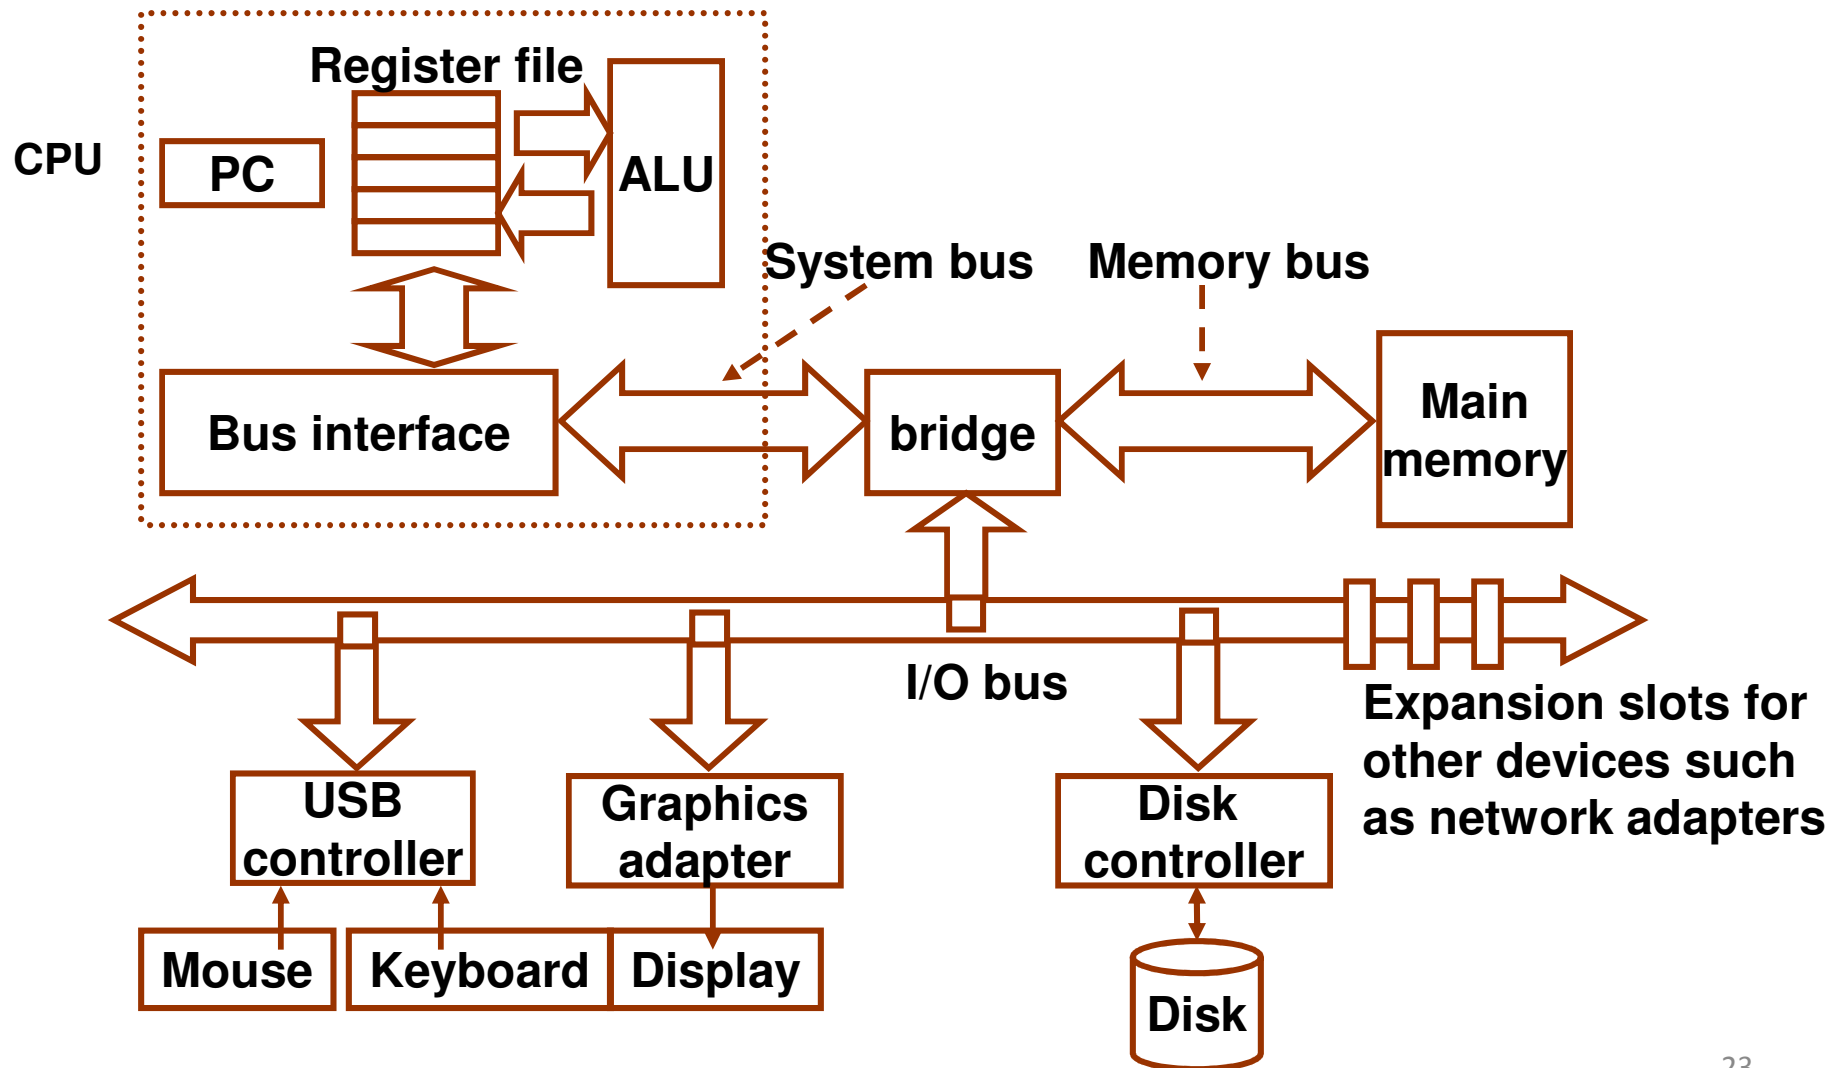 Register file
CPU
PC
ALU
System bus
Memory bus
Bus interface
bridge
Main
memory
I/O bus
Expansion slots for
other devices such
as network adapters
USB
controller
Graphics
adapter
Disk
controller
Mouse
Keyboard
Display
Disk
23